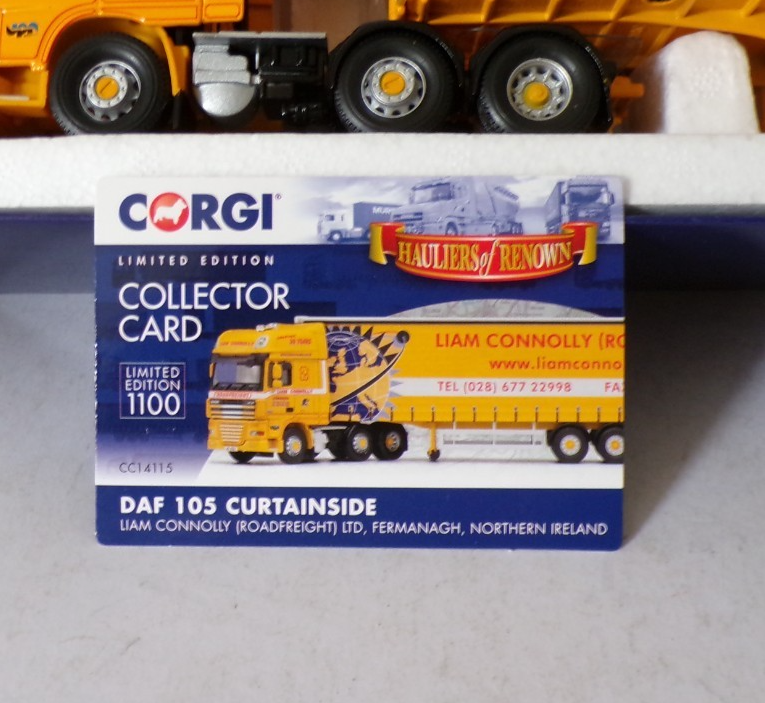 CORGI®
HAULIERS of RENOWN
LIMITED EDITION
COLLECTOR
CARD
LIMITED
EDITION
1100
LIAM CONNOLLY (RO
www.liamconno
TEL (028) 677 22998 FA
CC14115
DAF 105 CURTAINSIDE
LIAM CONNOLLY (ROADFREIGHT) LTD, FERMANAGH, NORTHERN IRELAND